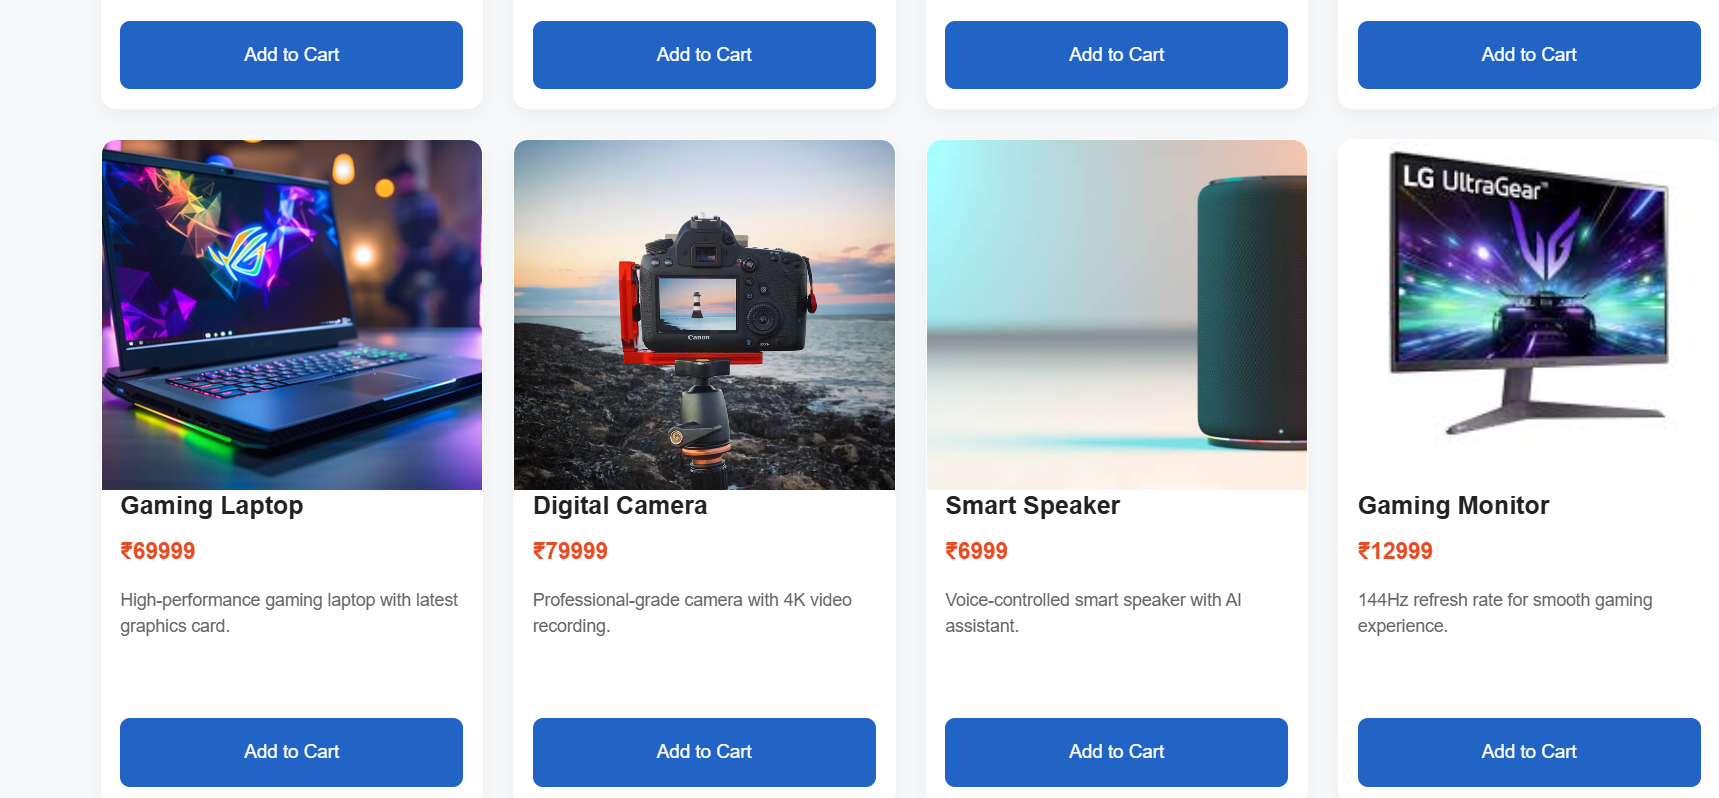 Add to Cart
Add to Cart
Add to Cart
Add to Cart
LG UltraGear™
Canon
Gaming Laptop
₹69999
High-performance gaming laptop with latest
graphics card.
Add to Cart
Digital Camera
₹79999
Professional-grade camera with 4K video
recording.
Add to Cart
Smart Speaker
₹6999
Voice-controlled smart speaker with AI
assistant.
Add to Cart
Gaming Monitor
₹12999
144Hz refresh rate for smooth gaming
experience.
Add to Cart